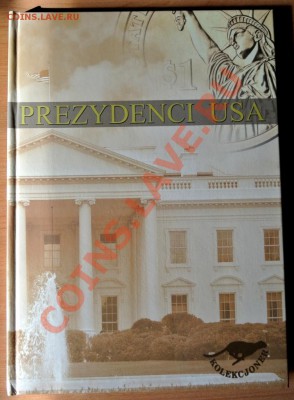 COINS.LAVE.RU
$1
PREZYDENCI USA
COINS.LAVE.RU
KOLEKCJONER